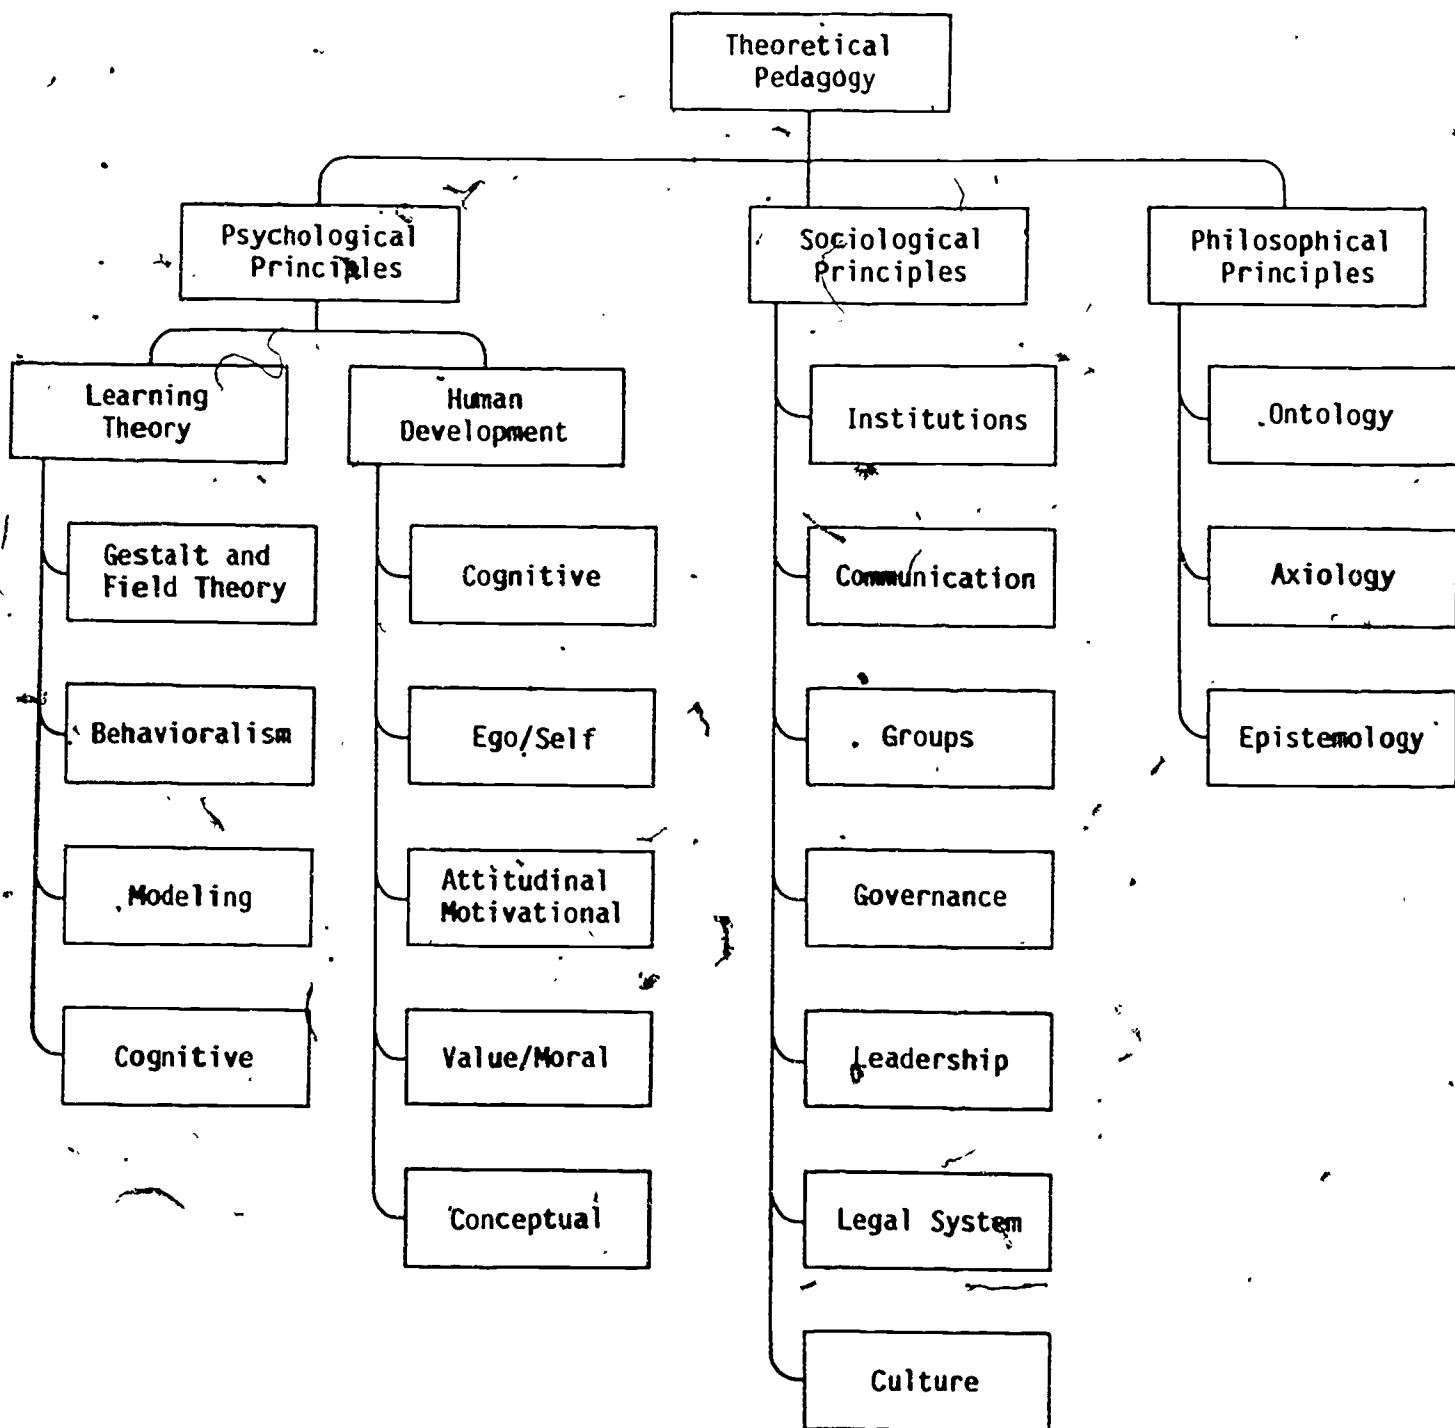 Theoretical
Pedagogy
Psychological
Principles
Sociological
Principles
Philosophical
Principles
Learning
Theory
Human
Development
Gestalt and
Field Theory
Behavioralism
Modeling
Cognitive
Cognitive
Ego/Self
Attitudinal
Motivational
Value/Moral
Conceptual
Institutions
Communication
Groups
Governance
Leadership
Legal System
Culture
Ontology
Axiology
Epistemology